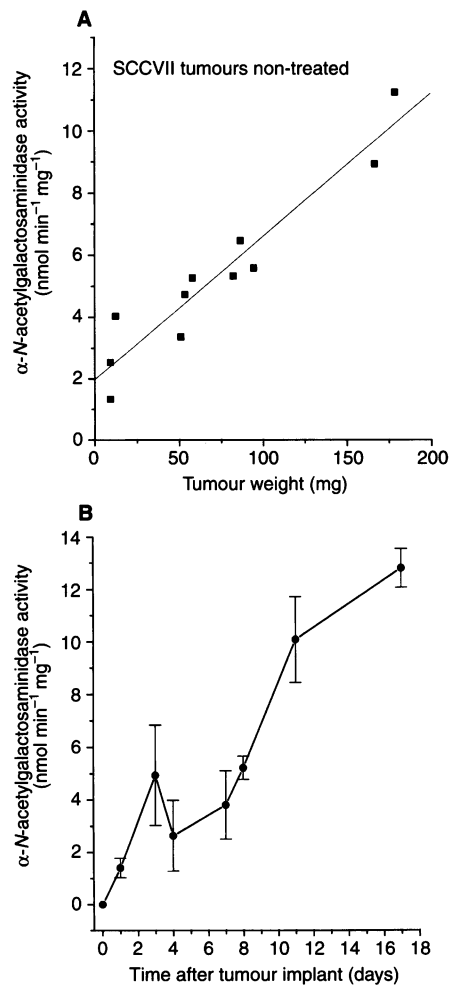 A
SCCVII tumours non-treated
α-N-acetylgalactosaminidase activity
(nmol min⁻¹ mg⁻¹)
12
10
8
6
4
2
0
0 50 100 150 200
Tumour weight (mg)
B
α-N-acetylgalactosaminidase activity
(nmol min⁻¹ mg⁻¹)
14
12
10
8
6
4
2
0
0 2 4 6 8 10 12 14 16 18
Time after tumour implant (days)